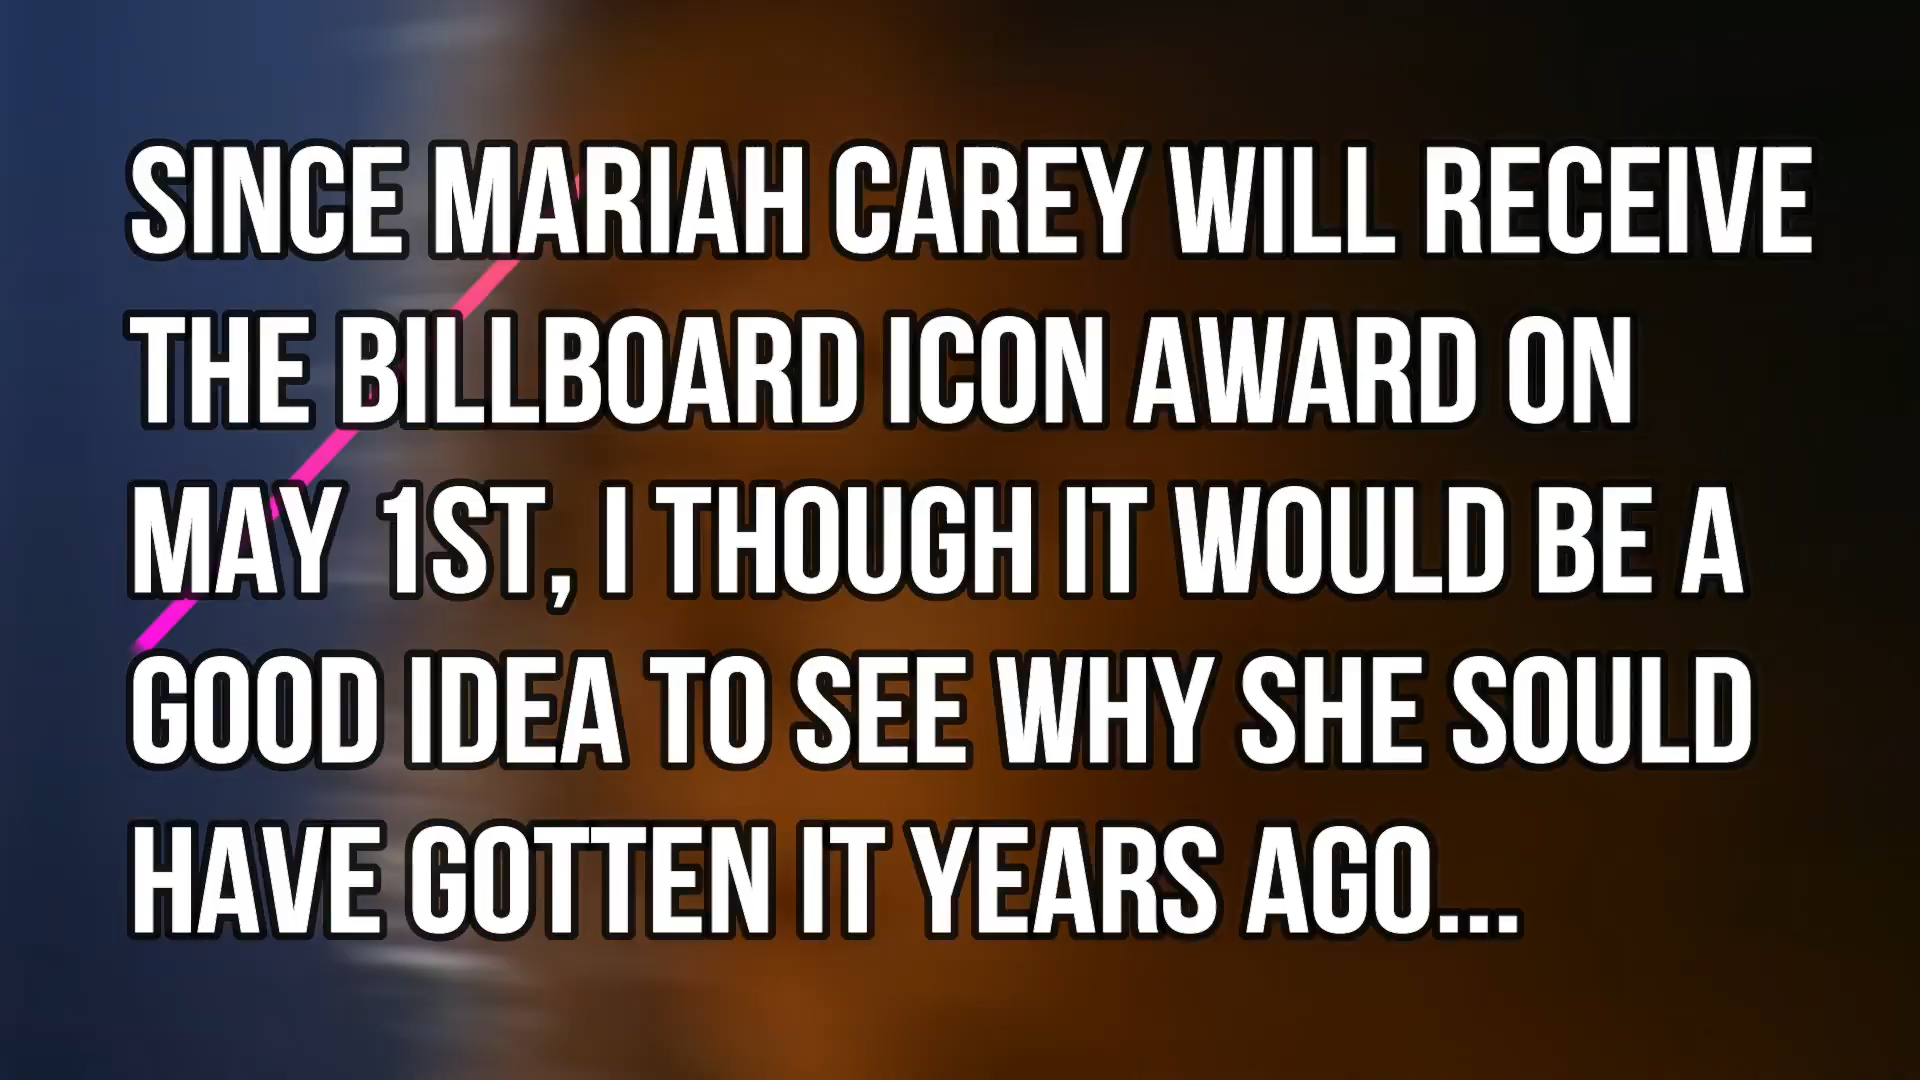 SINCE MARIAH CAREY WILL RECEIVE
THE BILLBOARD ICON AWARD ON
MAY 1ST, I THOUGH IT WOULD BE A
GOOD IDEA TO SEE WHY SHE SOULD
HAVE GOTTEN IT YEARS AGO...